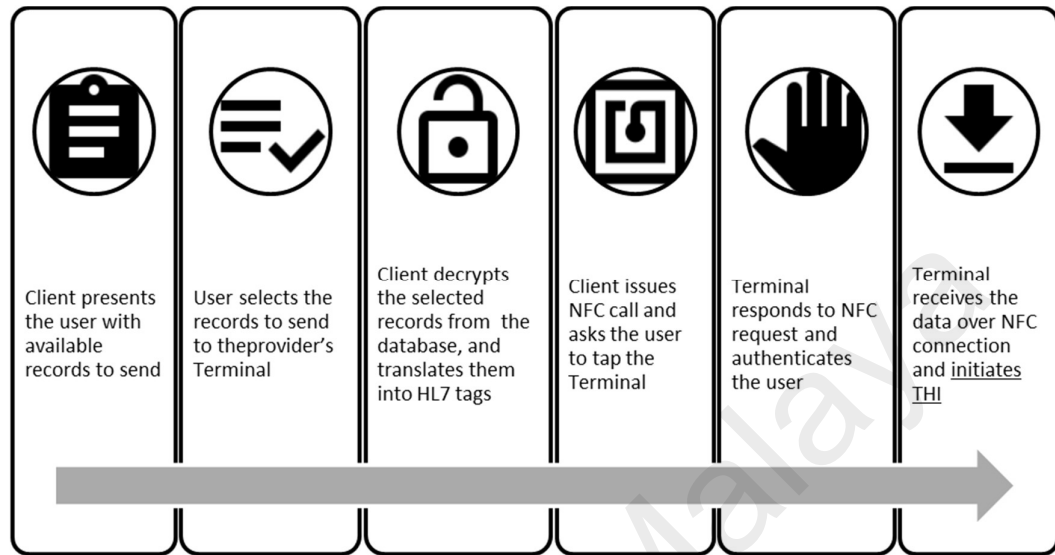 Client presents
the user with
available
records to send
User selects the
records to send
to theprovider's
Terminal
Client decrypts
the selected
records from the
database, and
translates them
into HL7 tags
Client issues
NFC call and
asks the user
to tap the
Terminal
Terminal
responds to NFC
request and
authenticates
the user
Terminal
receives the
data over NFC
connection
and initiates
THI
Malaya